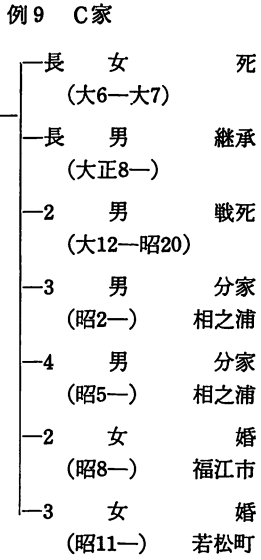 例9 C家
長 女 死
(大6―大7)
長 男 継承
(大正8―)
2 男 戦死
(大12―昭20)
3 男 分家
(昭2―) 相之浦
4 男 分家
(昭5―) 相之浦
2 女 婚
(昭8―) 福江市
3 女 婚
(昭11―) 若松町